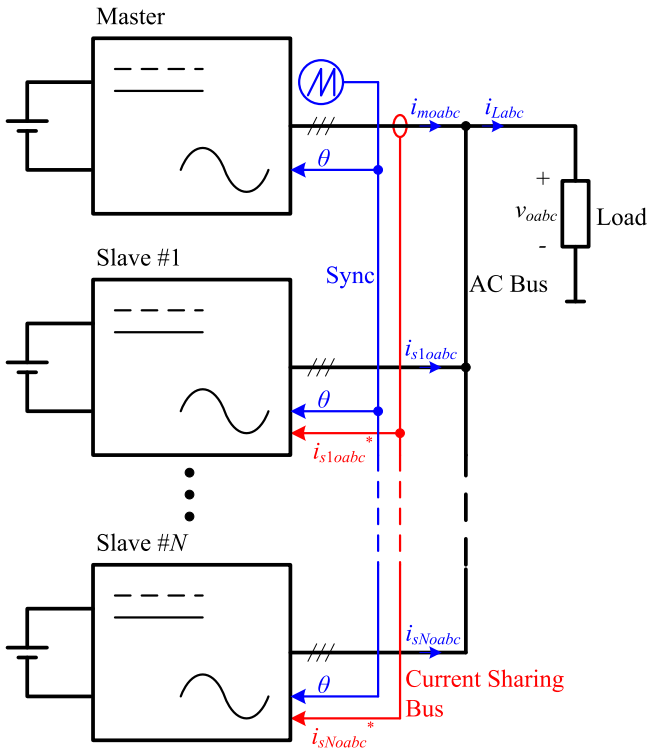 Master
i_moabc
i_Labc
θ
+
v_oabc
-
Load
Slave #1
Sync
AC Bus
i_s1oabc
θ
i_s1oabc*
Slave #N
i_sNoabc
θ
Current Sharing
Bus
i_sNoabc*